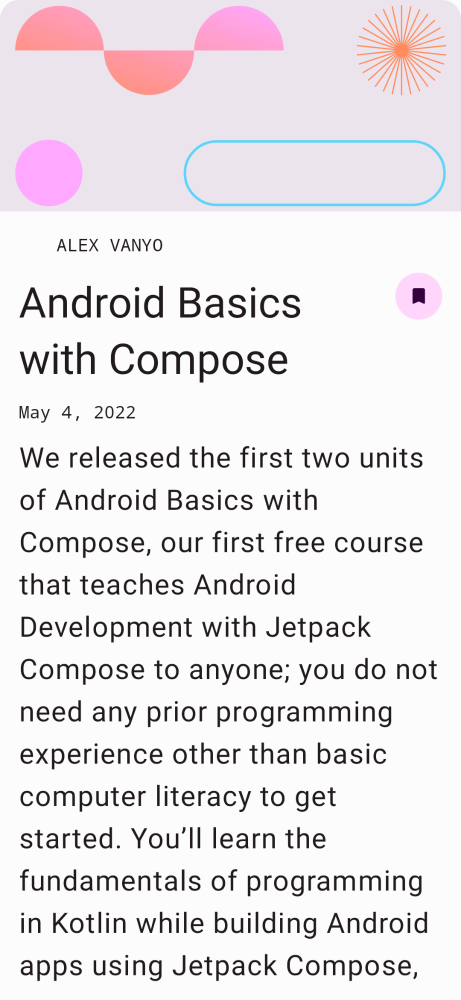 ALEX VANYO
Android Basics
with Compose
May 4, 2022
We released the first two units
of Android Basics with
Compose, our first free course
that teaches Android
Development with Jetpack
Compose to anyone; you do not
need any prior programming
experience other than basic
computer literacy to get
started. You’ll learn the
fundamentals of programming
in Kotlin while building Android
apps using Jetpack Compose,